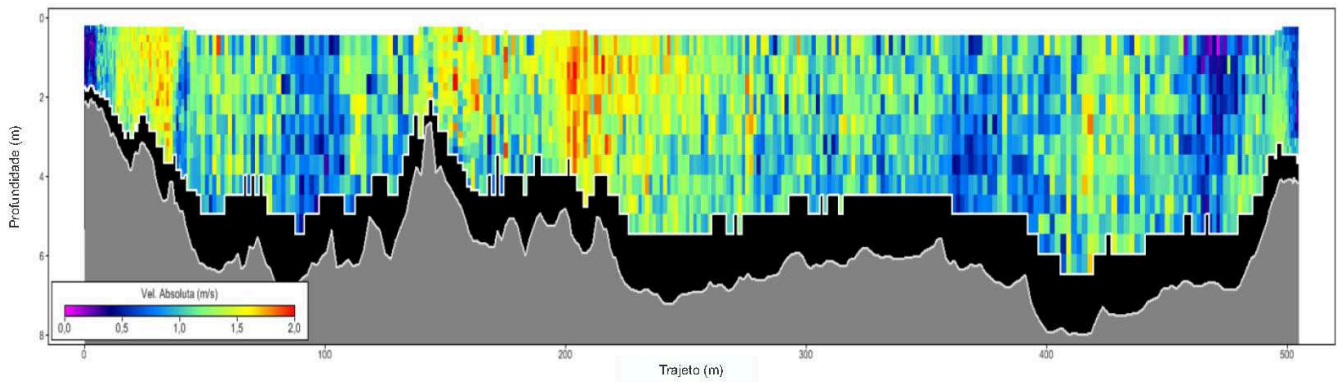 0
2
4
6
8
Profundidade (m)
Vel. Absoluta (m/s)
0,0 0,5 1,0 1,5 2,0
0 100 200 300 400 500
Trajeto (m)